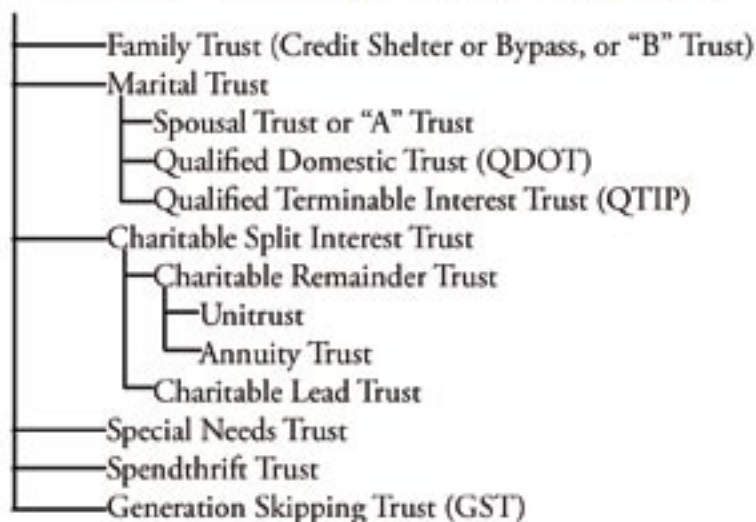 Family Trust (Credit Shelter or Bypass, or “B” Trust)
Marital Trust
Spousal Trust or “A” Trust
Qualified Domestic Trust (QDOT)
Qualified Terminable Interest Trust (QTIP)
Charitable Split Interest Trust
Charitable Remainder Trust
Unitrust
Annuity Trust
Charitable Lead Trust
Special Needs Trust
Spendthrift Trust
Generation Skipping Trust (GST)